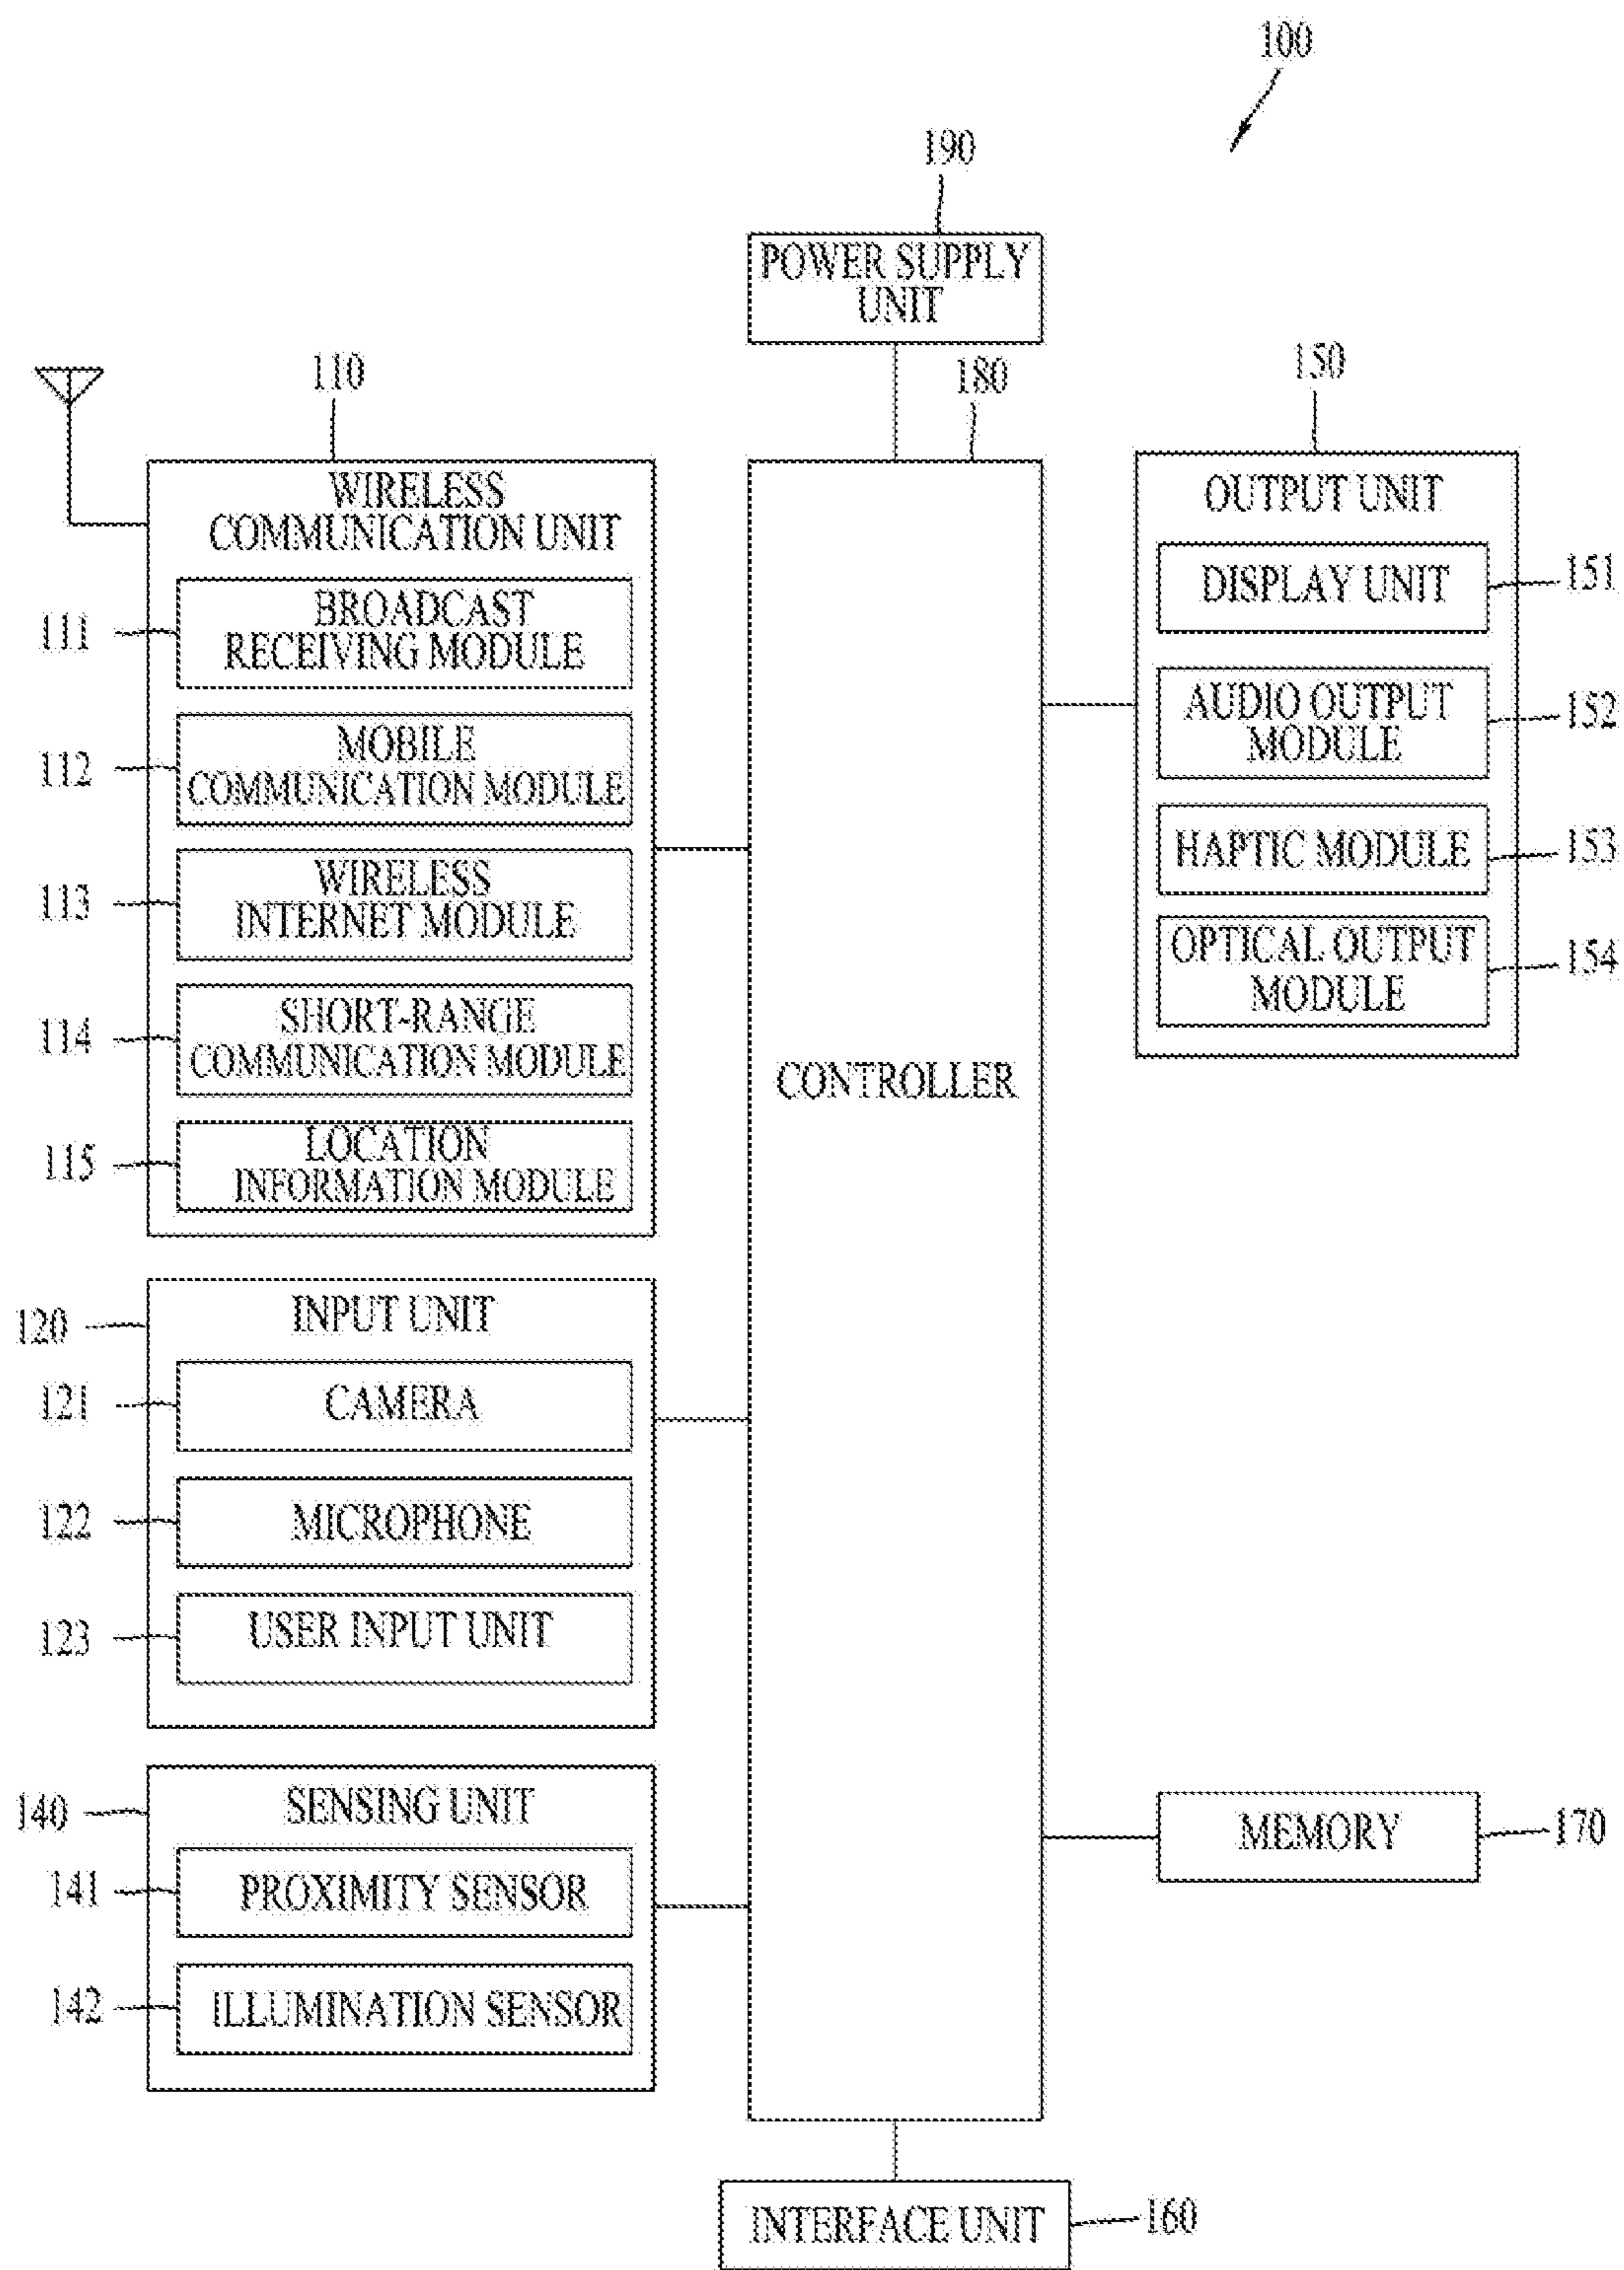 100
190
POWER SUPPLY
UNIT
110
180
150
WIRELESS
COMMUNICATION UNIT
111
BROADCAST
RECEIVING MODULE
112
MOBILE
COMMUNICATION MODULE
113
WIRELESS
INTERNET MODULE
114
SHORT-RANGE
COMMUNICATION MODULE
115
LOCATION
INFORMATION MODULE
120
INPUT UNIT
121
CAMERA
122
MICROPHONE
123
USER INPUT UNIT
140
SENSING UNIT
141
PROXIMITY SENSOR
142
ILLUMINATION SENSOR
CONTROLLER
OUTPUT UNIT
DISPLAY UNIT
151
AUDIO OUTPUT
MODULE
152
HAPTIC MODULE
153
OPTICAL OUTPUT
MODULE
154
MEMORY
170
INTERFACE UNIT
160